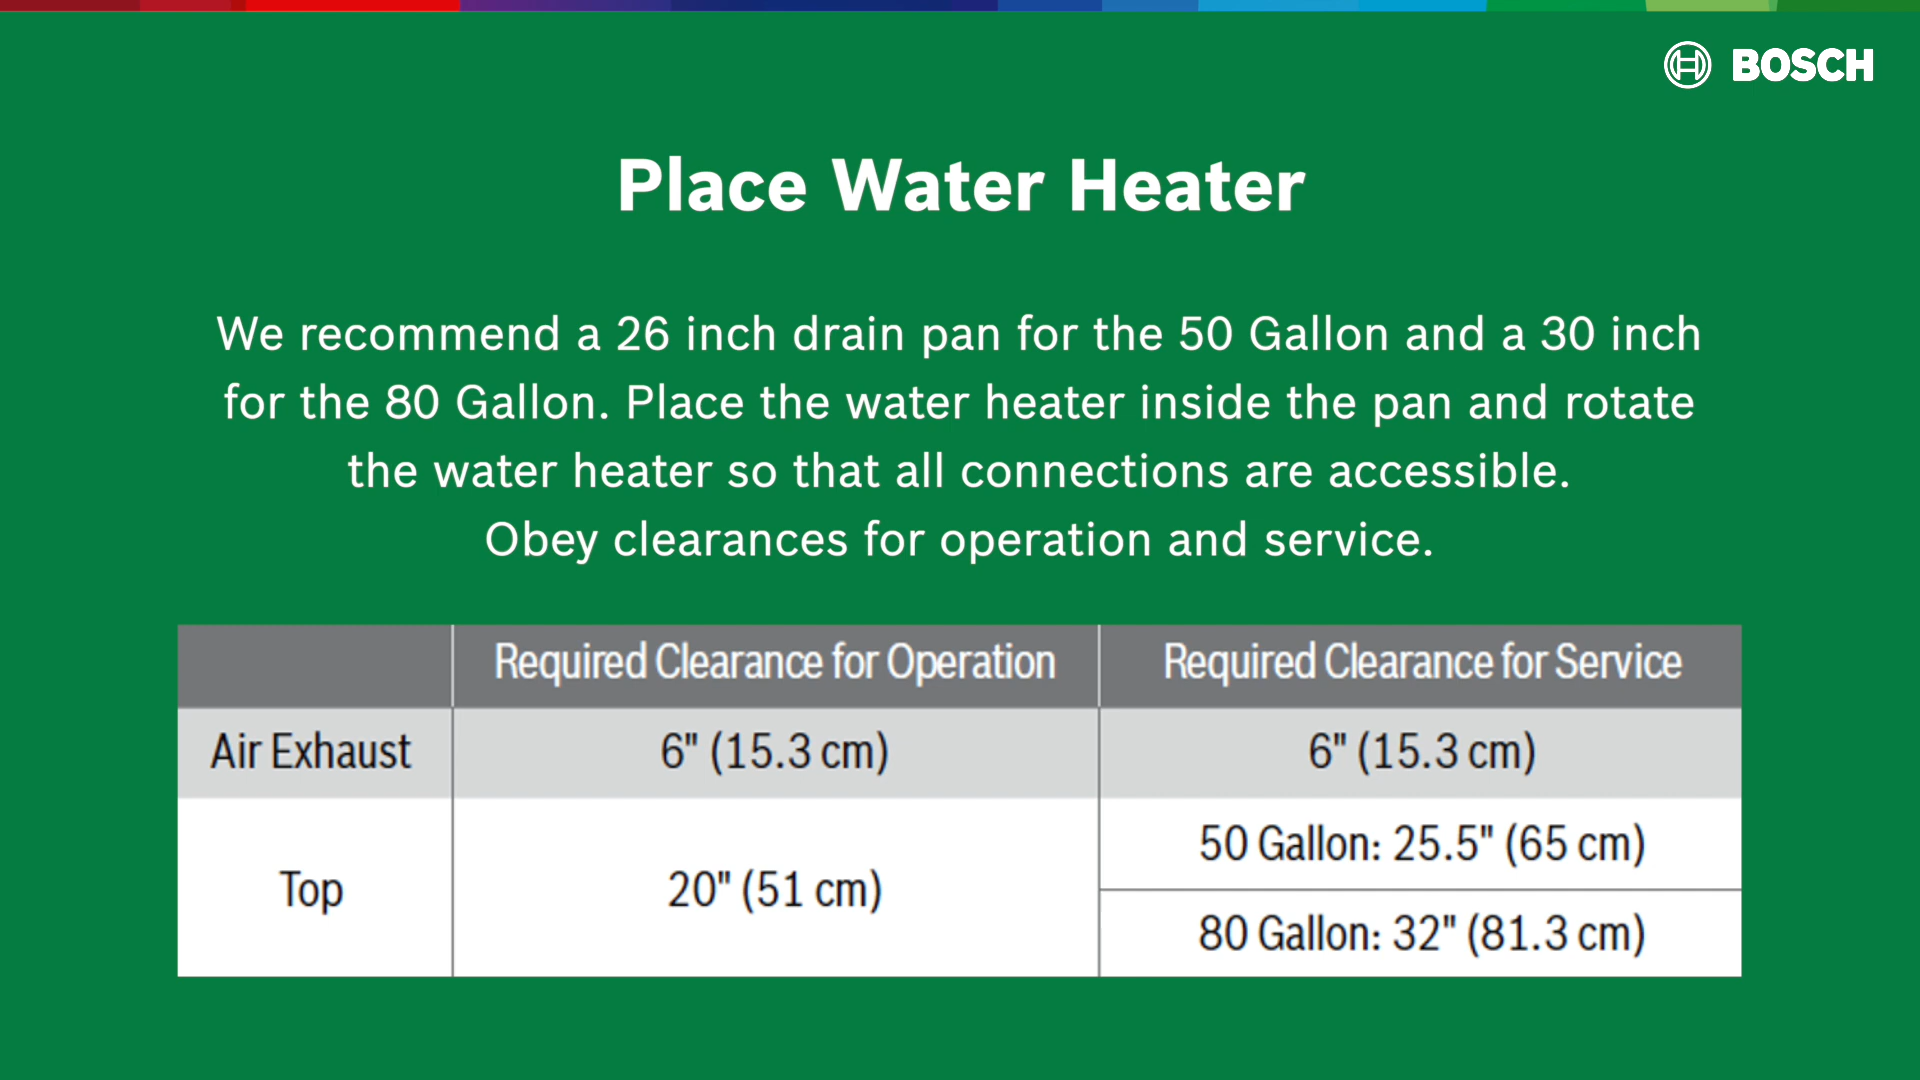 BOSCH
Place Water Heater
We recommend a 26 inch drain pan for the 50 Gallon and a 30 inch
for the 80 Gallon. Place the water heater inside the pan and rotate
the water heater so that all connections are accessible.
Obey clearances for operation and service.
Required Clearance for Operation Required Clearance for Service
Air Exhaust 6" (15.3 cm) 6" (15.3 cm)
Top 20" (51 cm) 50 Gallon: 25.5" (65 cm)
80 Gallon: 32" (81.3 cm)